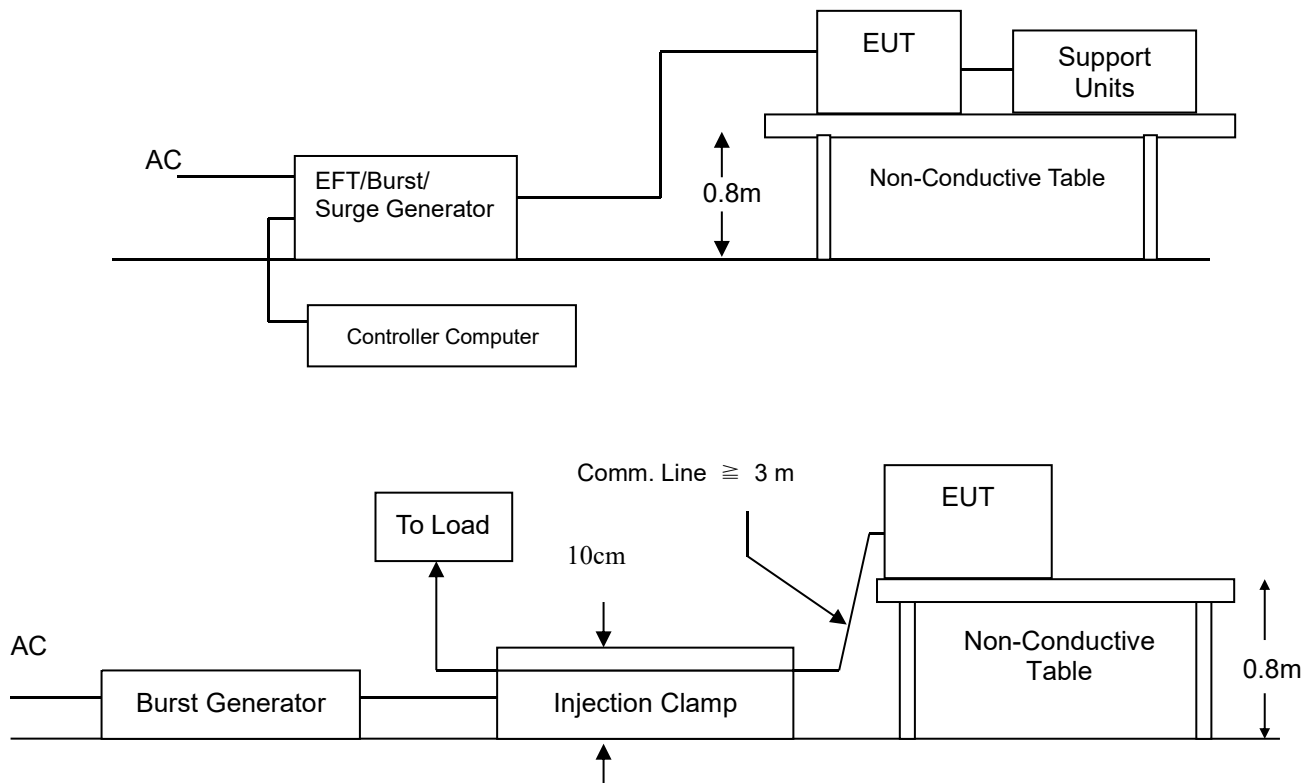 EUT
Support
Units
AC
EFT/Burst/
Surge Generator
0.8m
Non-Conductive Table
Controller Computer
Comm. Line ≧ 3 m
EUT
To Load
10cm
AC
Non-Conductive
Table
0.8m
Burst Generator
Injection Clamp